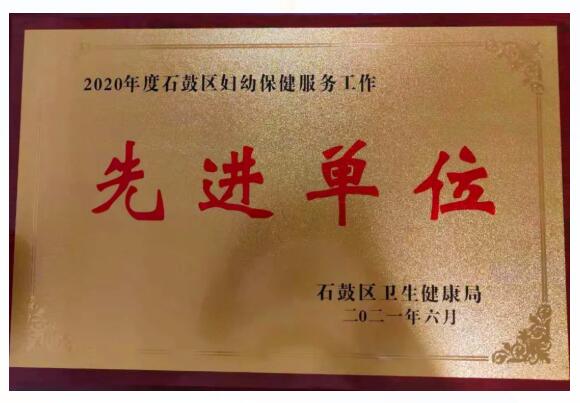 2020年度石鼓区妇幼保健服务工作
先进单位
石鼓区卫生健康局
二〇二一年六月